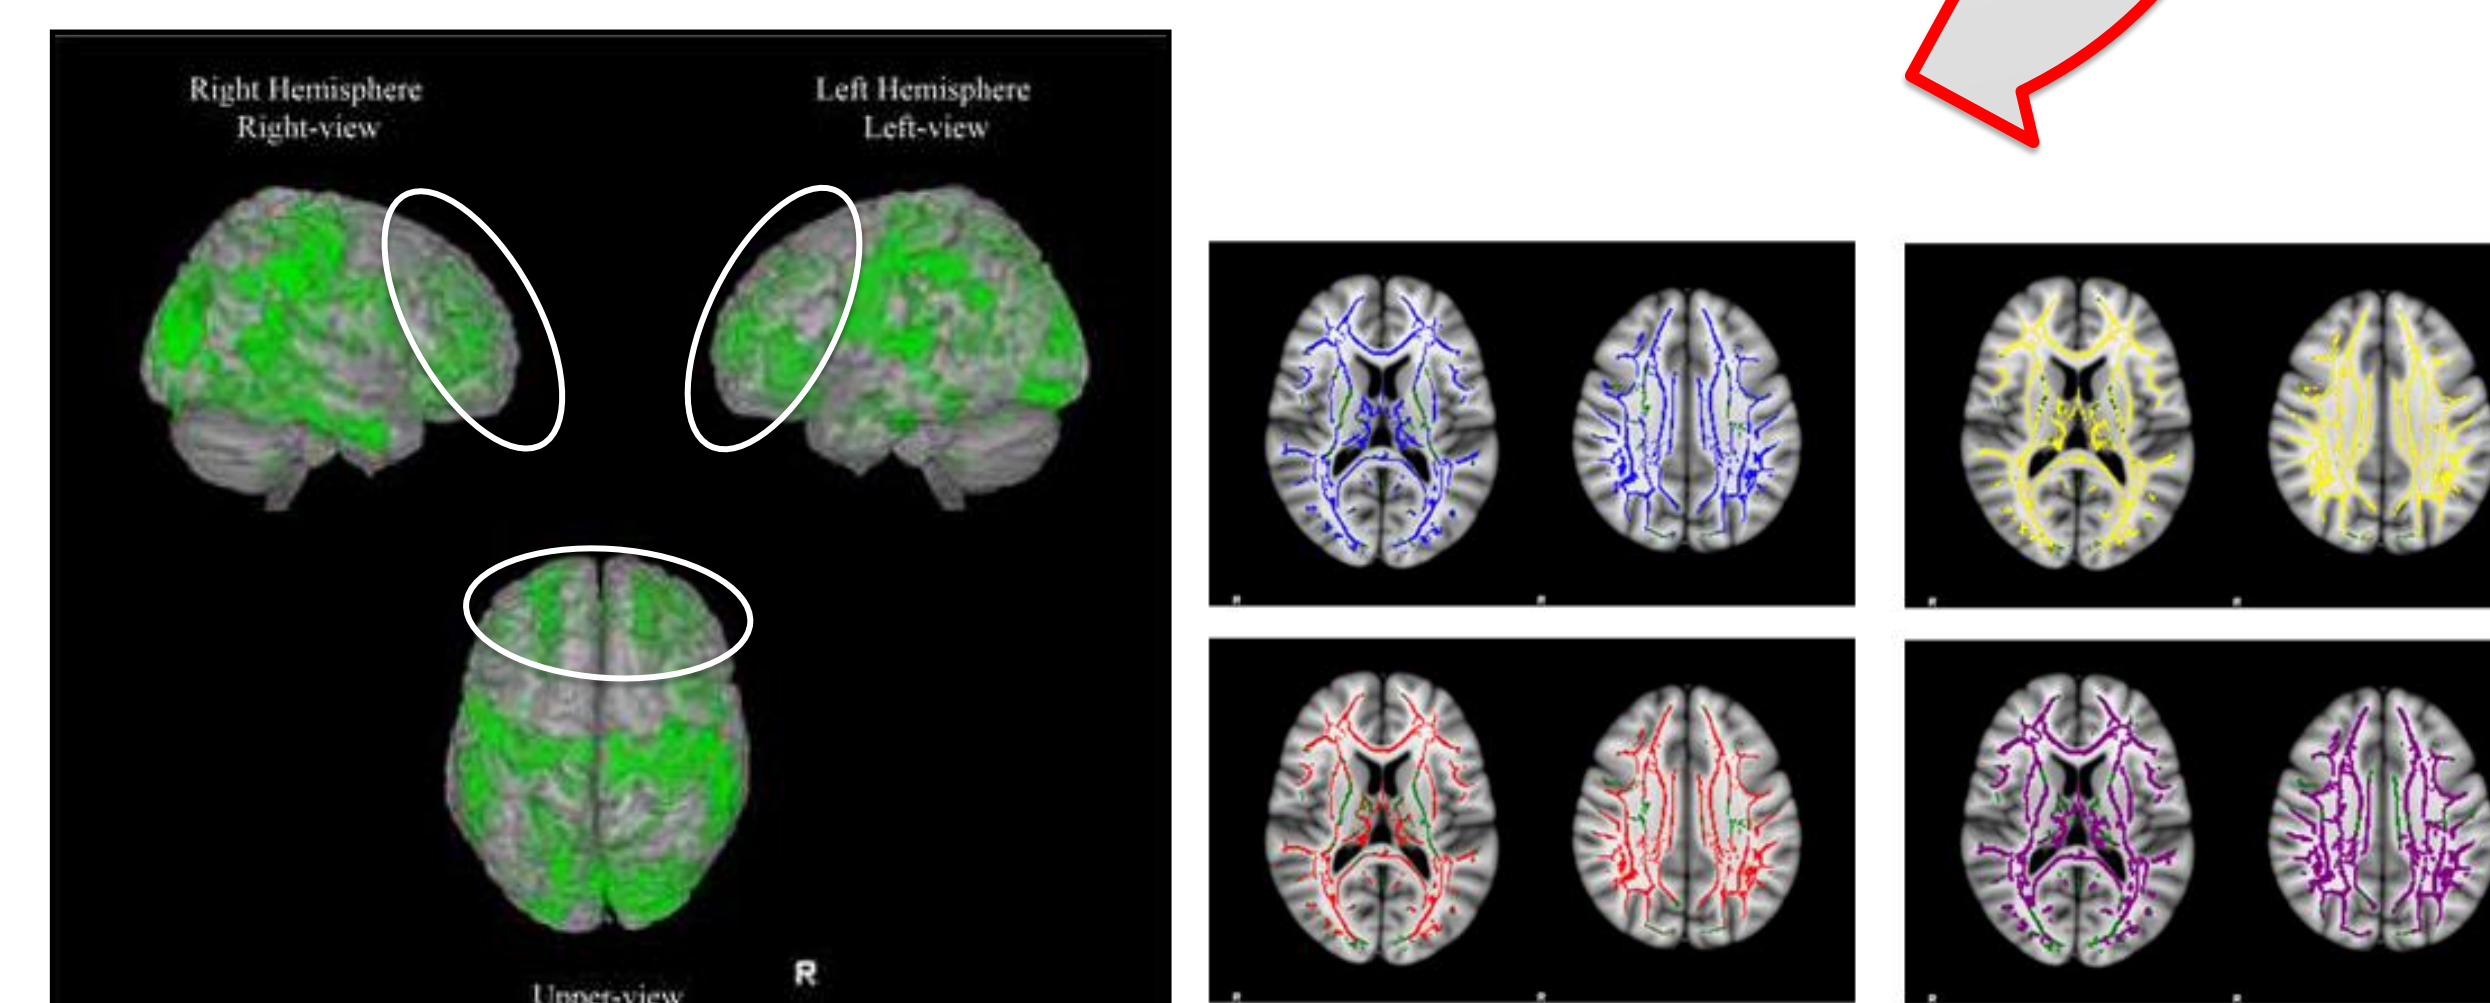 Right Hemisphere
Right-view
Left Hemisphere
Left-view
R
Upper-view